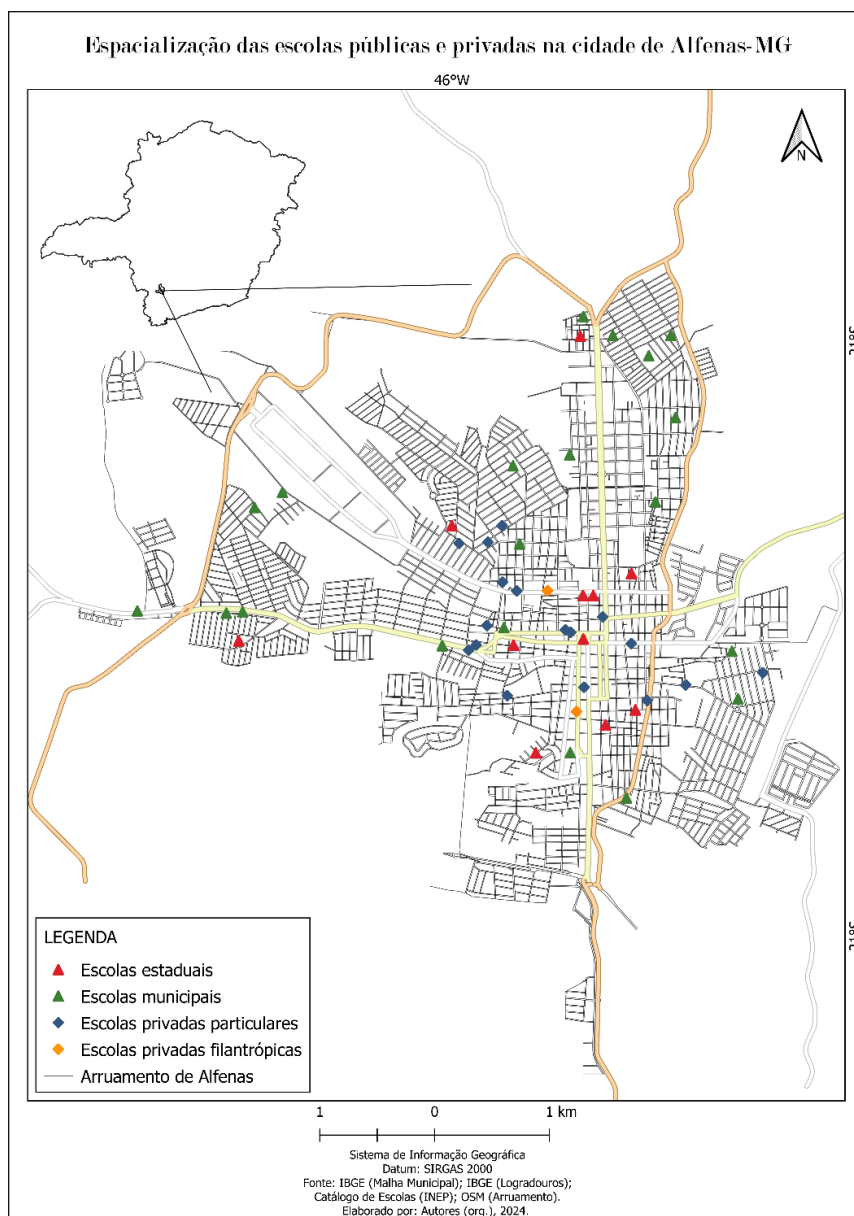 Espacialização das escolas públicas e privadas na cidade de Alfenas-MG
46°W
N
21°S
21°S
LEGENDA
Escolas estaduais
Escolas municipais
Escolas privadas particulares
Escolas privadas filantrópicas
Arruamento de Alfenas
1 0 1 km
Sistema de Informação Geográfica
Datum: SIRGAS 2000
Fonte: IBGE (Malha Municipal); IBGE (Logradouros);
Catálogo de Escolas (INEP); OSM (Arruamento).
Elaborado por: Autores (org.), 2024.